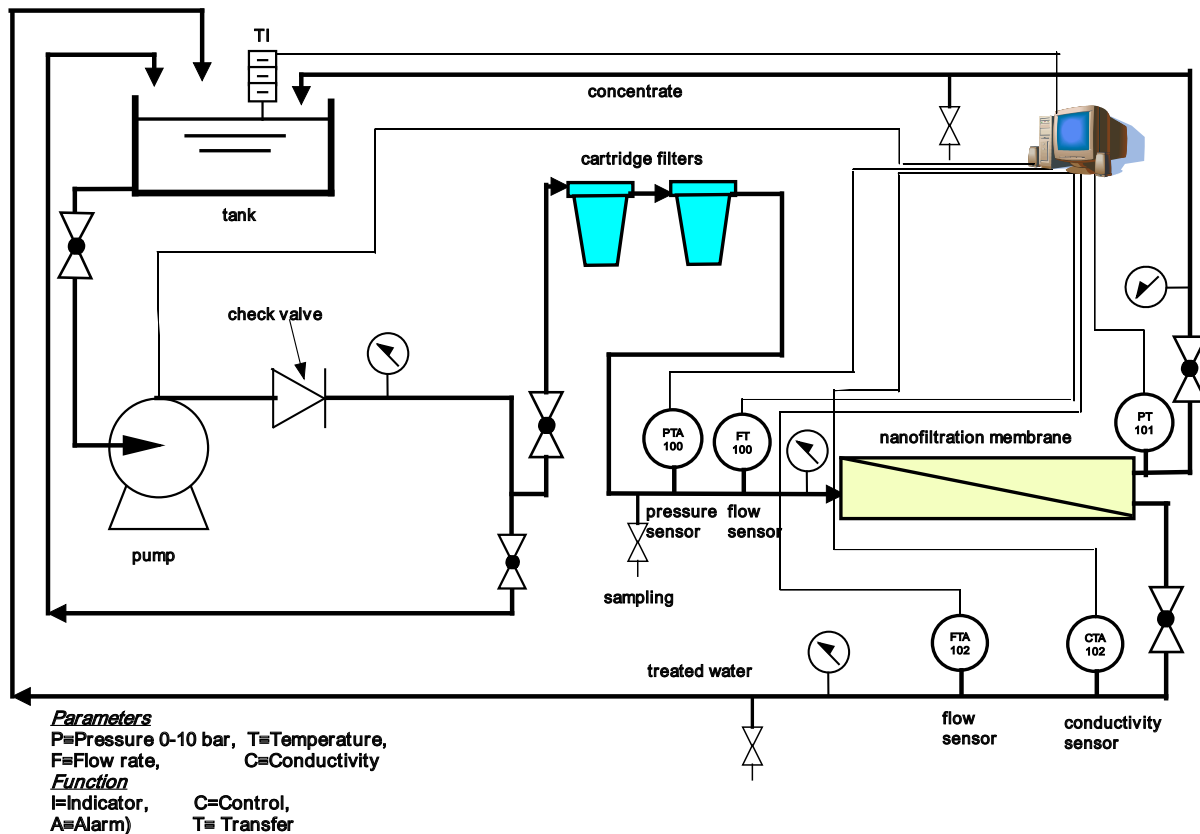 TI
concentrate
cartridge filters
tank
check valve
PT
101
PTA
100
FT
100
nanofiltration membrane
pressure
sensor
flow
sensor
pump
sampling
FTA
102
CTA
102
treated water
flow
sensor
conductivity
sensor
Parameters
P=Pressure 0-10 bar, T=Temperature,
F=Flow rate, C=Conductivity
Function
I=Indicator, C=Control,
A=Alarm) T= Transfer